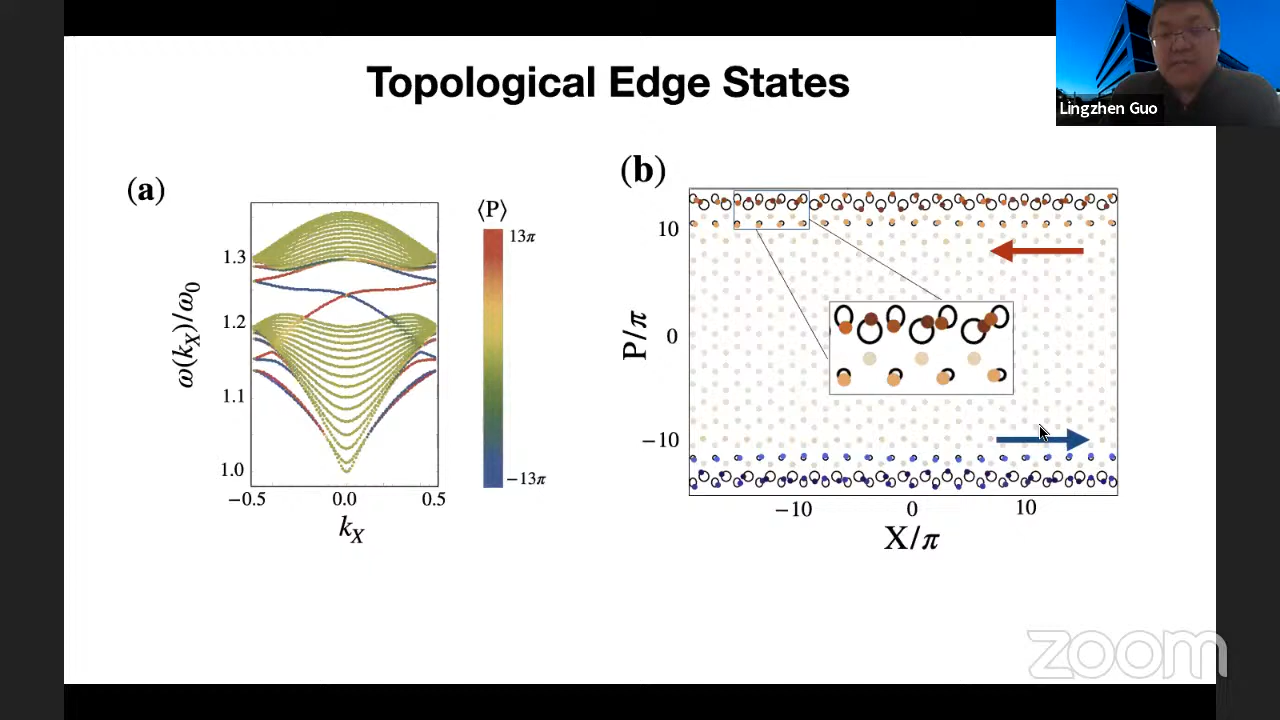 Topological Edge States
Lingzhen Guo
(a)
⟨P⟩
13π
−13π
1.3
1.2
1.1
1.0
ω(k_X)/ω_0
−0.5
0.0
0.5
k_X
(b)
10
0
−10
P/π
−10
0
10
X/π
zoom